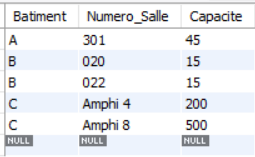 Batiment Numero_Salle Capacite
A 301 45
B 020 15
B 022 15
C Amphi 4 200
C Amphi 8 500
NULL NULL NULL